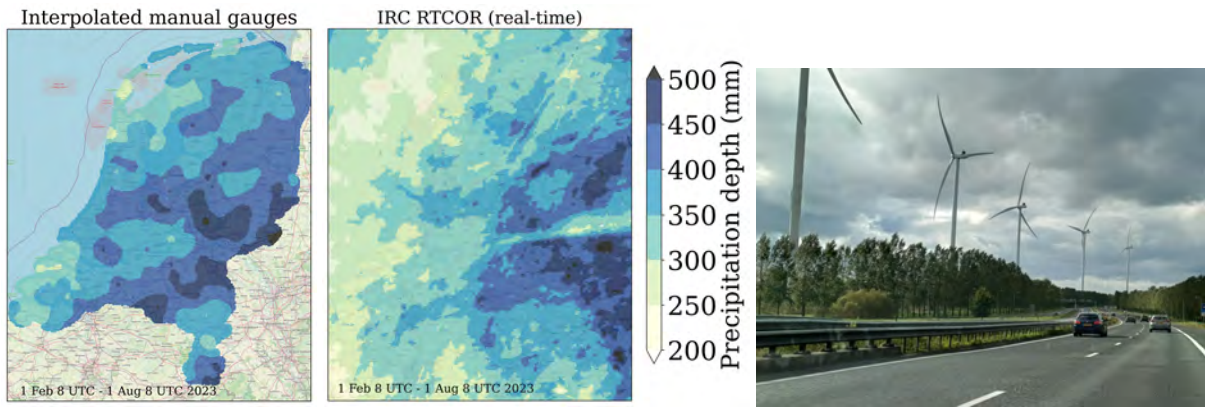 Interpolated manual gauges
IRC RTCOR (real-time)
500
450
400
350
300
250
200
Precipitation depth (mm)
1 Feb 8 UTC - 1 Aug 8 UTC 2023
1 Feb 8 UTC - 1 Aug 8 UTC 2023